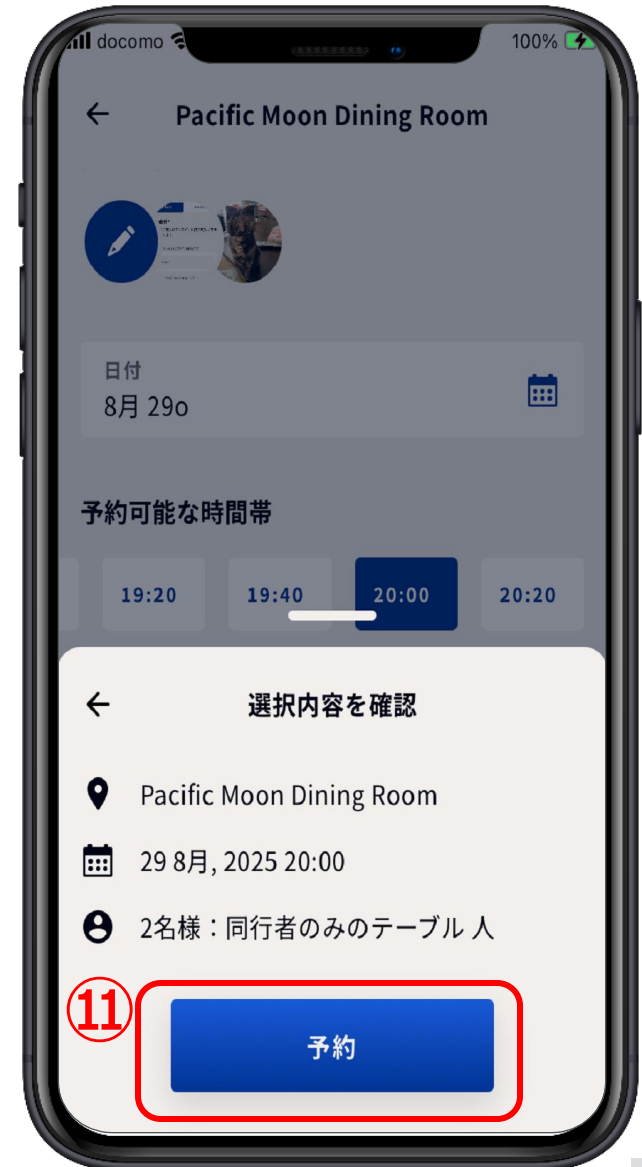 docomo 100%
Pacific Moon Dining Room
日付
8月 29o
予約可能な時間帯
19:20 19:40 20:00 20:20
選択内容を確認
Pacific Moon Dining Room
29 8月, 2025 20:00
2名様：同行者のみのテーブル 人
⑪
予約